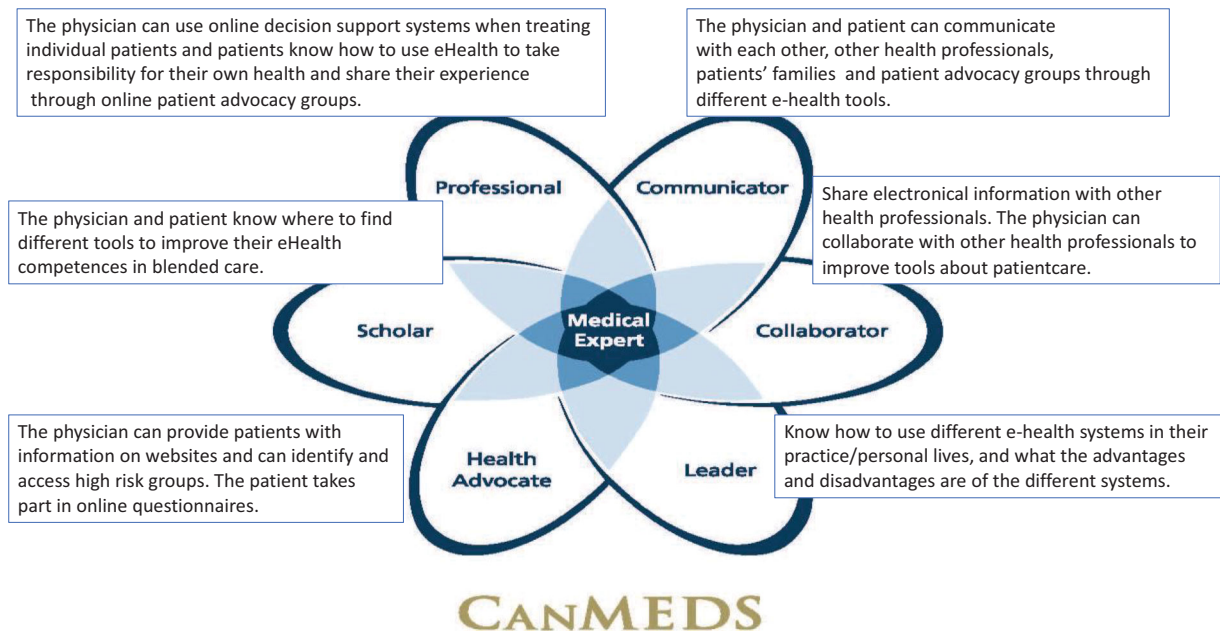 The physician can use online decision support systems when treating
individual patients and patients know how to use eHealth to take
responsibility for their own health and share their experience
through online patient advocacy groups.
The physician and patient can communicate
with each other, other health professionals,
patients’ families and patient advocacy groups through
different e-health tools.
Professional
Communicator
The physician and patient know where to find
different tools to improve their eHealth
competences in blended care.
Share electronical information with other
health professionals. The physician can
collaborate with other health professionals to
improve tools about patientcare.
Scholar
Medical
Expert
Collaborator
The physician can provide patients with
information on websites and can identify and
access high risk groups. The patient takes
part in online questionnaires.
Health
Advocate
Leader
Know how to use different e-health systems in their
practice/personal lives, and what the advantages
and disadvantages are of the different systems.
CANMEDS